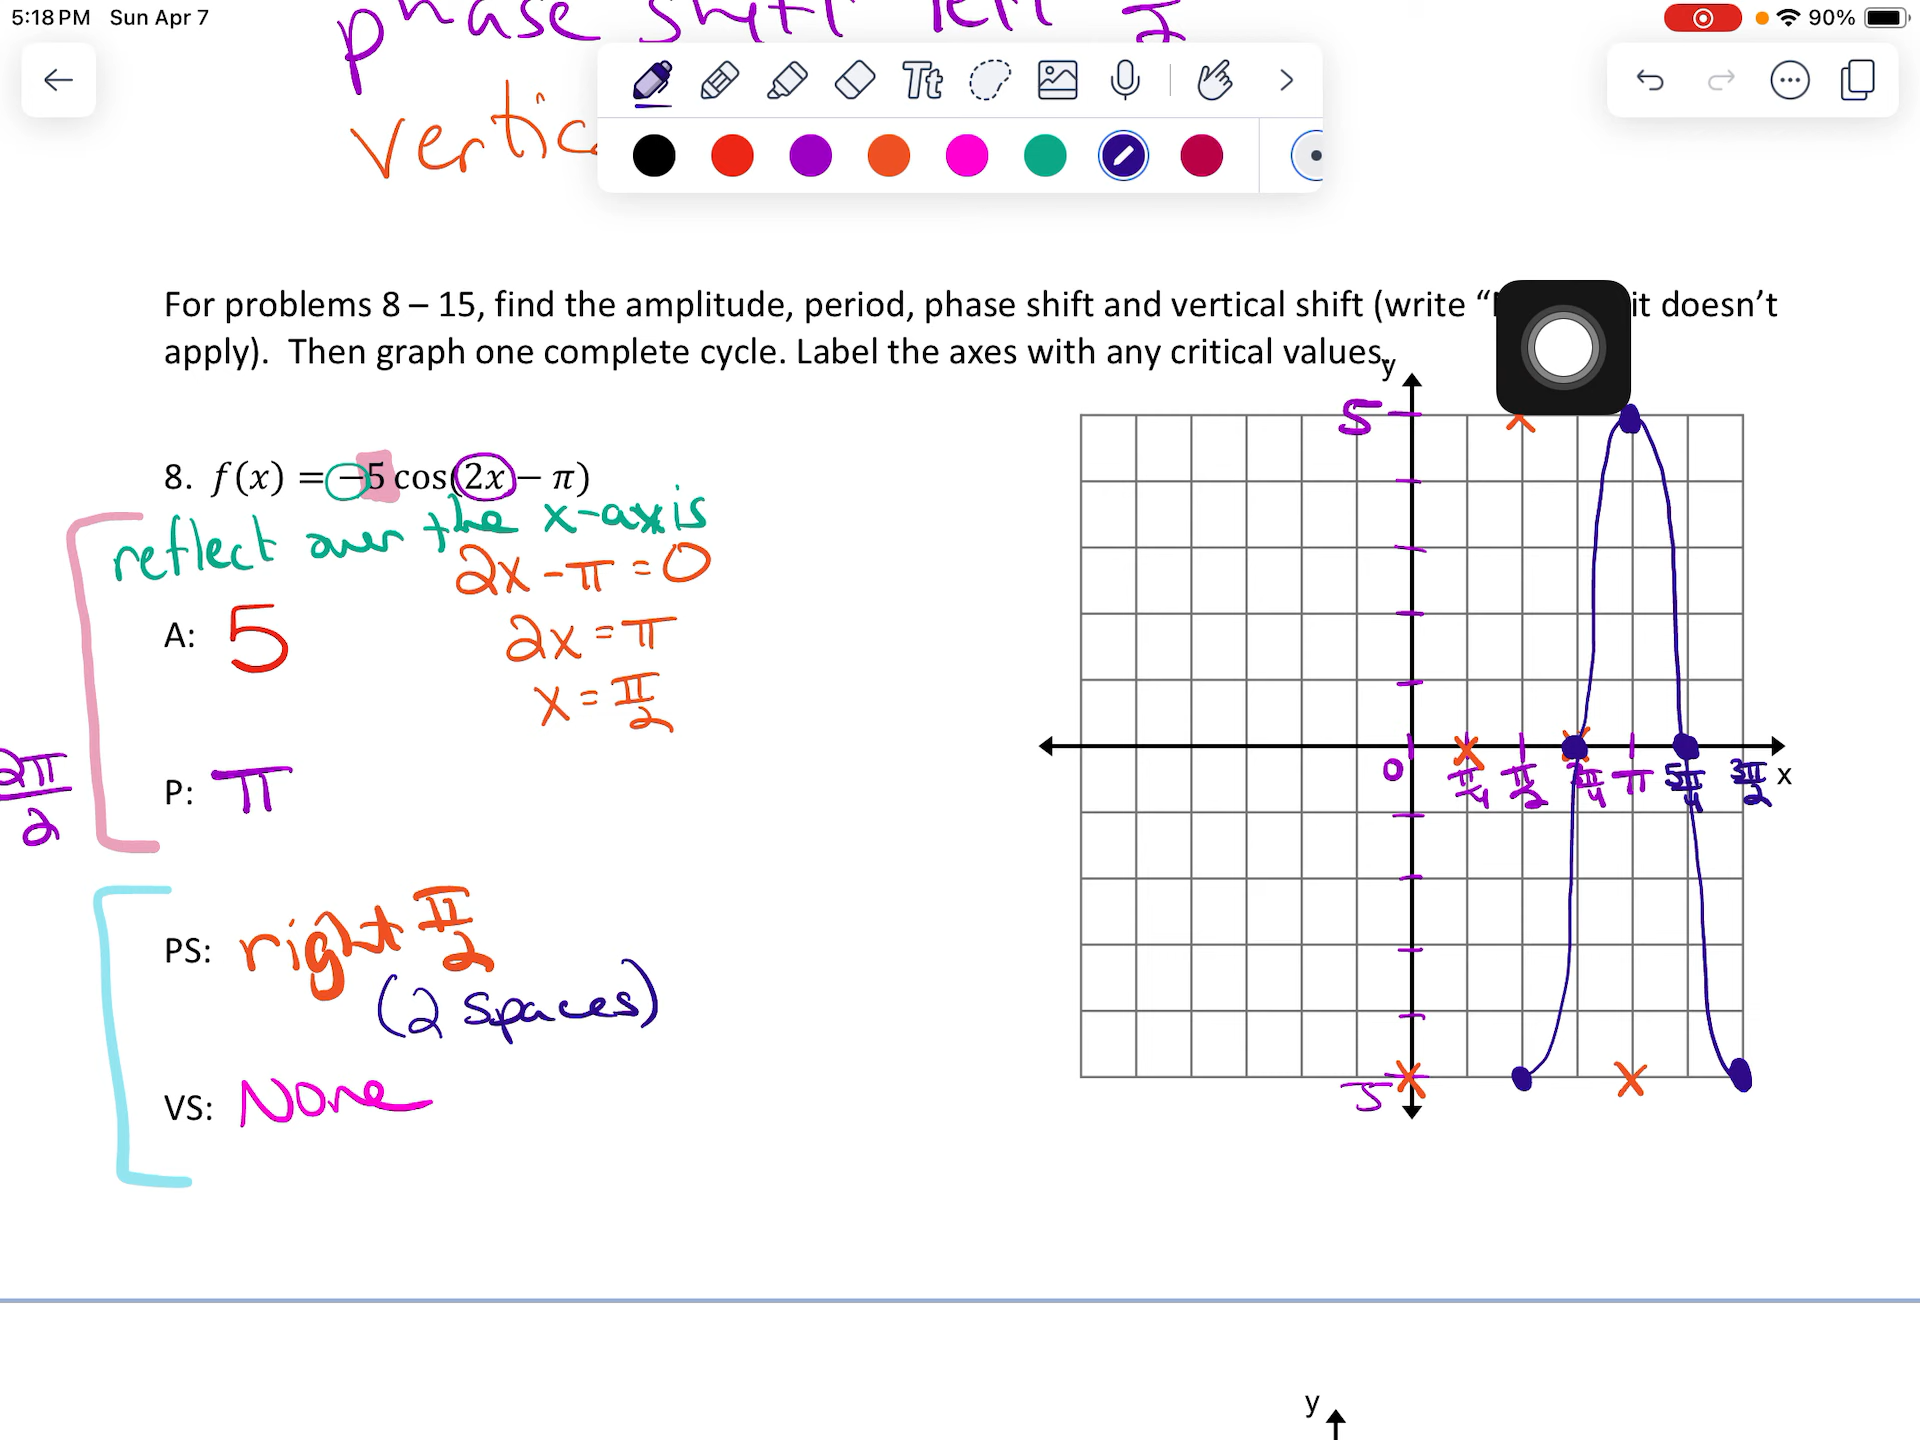 5:18 PM Sun Apr 7
90%
phase shift left
Tt
For problems 8 – 15, find the amplitude, period, phase shift and vertical shift (write “ it doesn’t
apply). Then graph one complete cycle. Label the axes with any critical values.
y
5
8. f(x) = −5 cos(2x − π)
reflect over the x-axis
2x - π = 0
A: 5
2x = π
x = π/2
2π/2
P: π
0 π/4 π/2 3π/4 π 5π/4 3π/2 x
PS: right π/2
(2 spaces)
VS: None
y